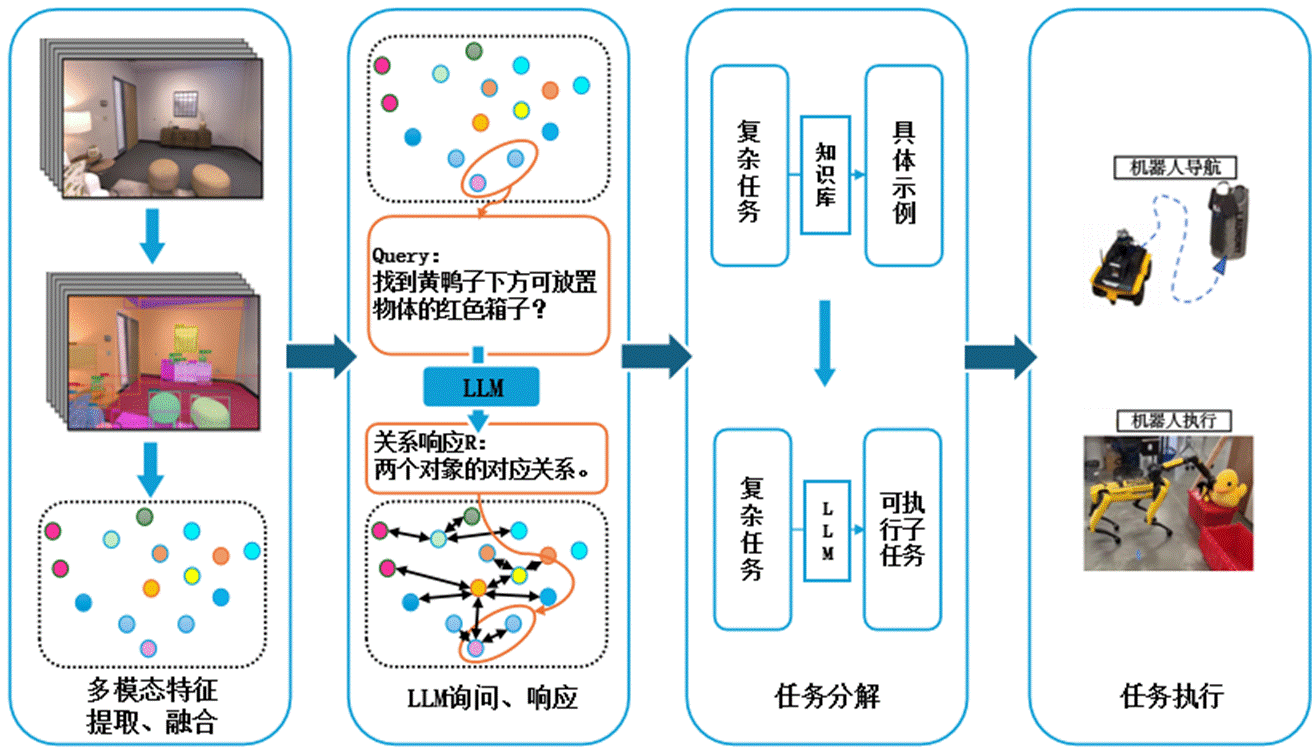 多模态特征
提取、融合
Query:
找到黄鸭子下方可放置
物体的红色箱子？
LLM
关系响应R:
两个对象的对应关系。
LLM询问、响应
复杂任务
知识库
具体示例
复杂任务
LLM
可执行子任务
任务分解
机器人导航
机器人执行
任务执行